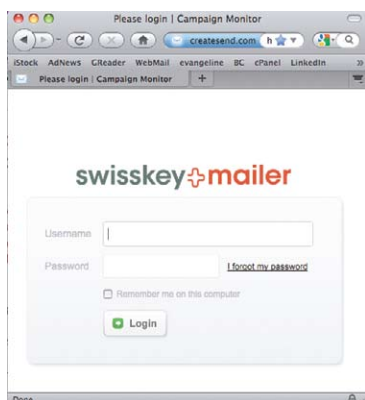 Please login | Campaign Monitor
createsend.com h
iStock AdNews GReader WebMail evangeline BC cPanel LinkedIn »
Please login | Campaign Monitor +
swisskey mailer
Username
Password I forgot my password
Remember me on this computer
Login
Done